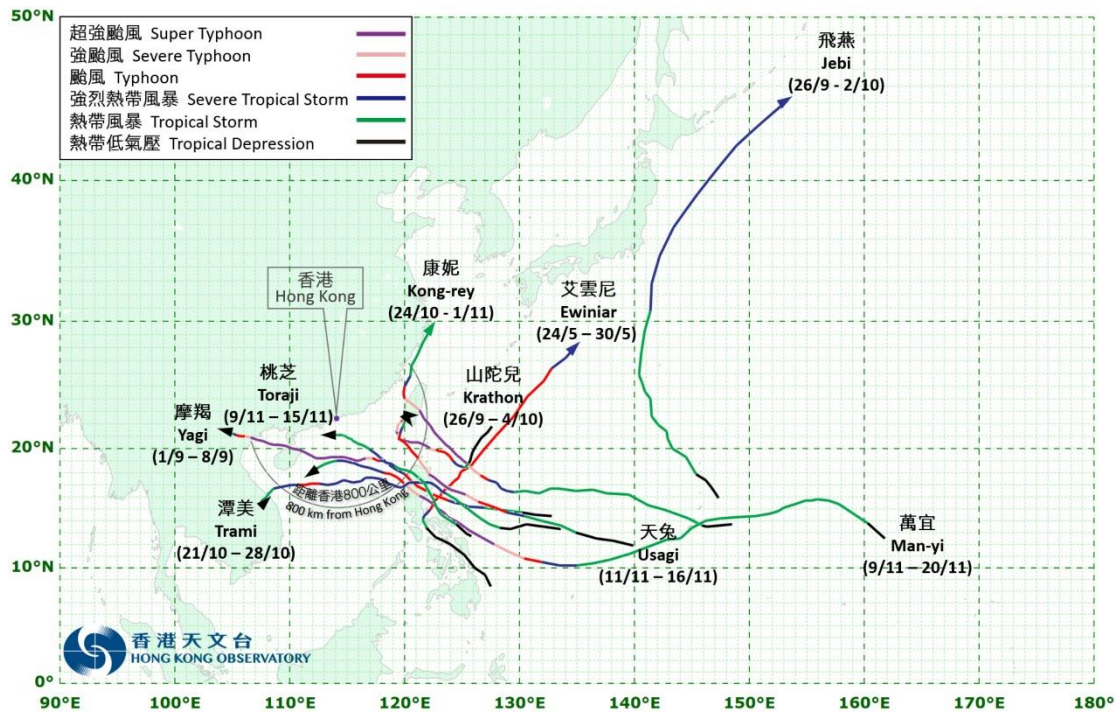 50°N
超強颱風 Super Typhoon
強颱風 Severe Typhoon
颱風 Typhoon
強烈熱帶風暴 Severe Tropical Storm
熱帶風暴 Tropical Storm
熱帶低氣壓 Tropical Depression
飛燕
Jebi
(26/9 - 2/10)
40°N
香港
Hong Kong
康妮
Kong-rey
(24/10 - 1/11)
艾雲尼
Ewiniar
(24/5 – 30/5)
30°N
桃芝
Toraji
(9/11 – 15/11)
山陀兒
Krathon
(26/9 – 4/10)
摩羯
Yagi
(1/9 – 8/9)
20°N
距離香港800公里
800 km from Hong Kong
潭美
Trami
(21/10 – 28/10)
天兔
Usagi
(11/11 – 16/11)
萬宜
Man-yi
(9/11 – 20/11)
10°N
香港天文台
HONG KONG OBSERVATORY
0°
90°E 100°E 110°E 120°E 130°E 140°E 150°E 160°E 170°E 180°